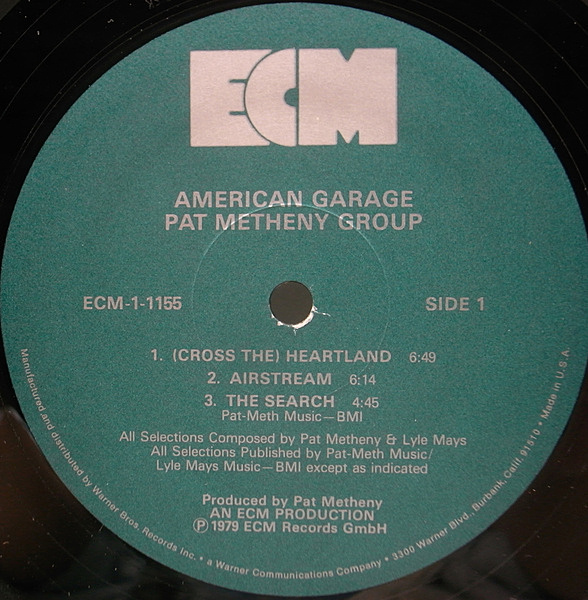 ECM
AMERICAN GARAGE
PAT METHENY GROUP
ECM-1-1155
SIDE 1
1. (CROSS THE) HEARTLAND 6:49
2. AIRSTREAM 6:14
3. THE SEARCH 4:45
Pat-Meth Music—BMI
All Selections Composed by Pat Metheny & Lyle Mays
All Selections Published by Pat-Meth Music/
Lyle Mays Music—BMI except as indicated
Produced by Pat Metheny
AN ECM PRODUCTION
Ⓟ 1979 ECM Records GmbH
Manufactured and distributed by Warner Bros. Records Inc. • a Warner Communications Company • 3300 Warner Blvd., Burbank, Calif. 91510 • Made in U.S.A.